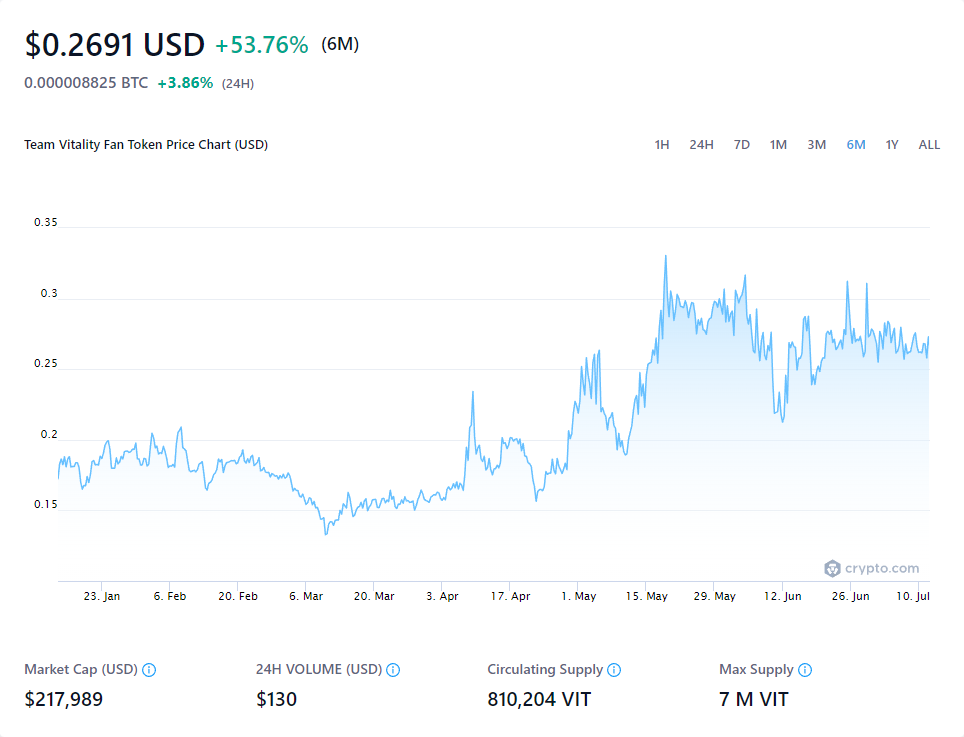 $0.2691 USD +53.76% (6M)
0.000008825 BTC +3.86% (24H)
Team Vitality Fan Token Price Chart (USD) 1H 24H 7D 1M 3M 6M 1Y ALL
0.35
0.3
0.25
0.2
0.15
crypto.com
23. Jan 6. Feb 20. Feb 6. Mar 20. Mar 3. Apr 17. Apr 1. May 15. May 29. May 12. Jun 26. Jun 10. Jul
Market Cap (USD) 24H VOLUME (USD) Circulating Supply Max Supply
$217,989 $130 810,204 VIT 7 M VIT